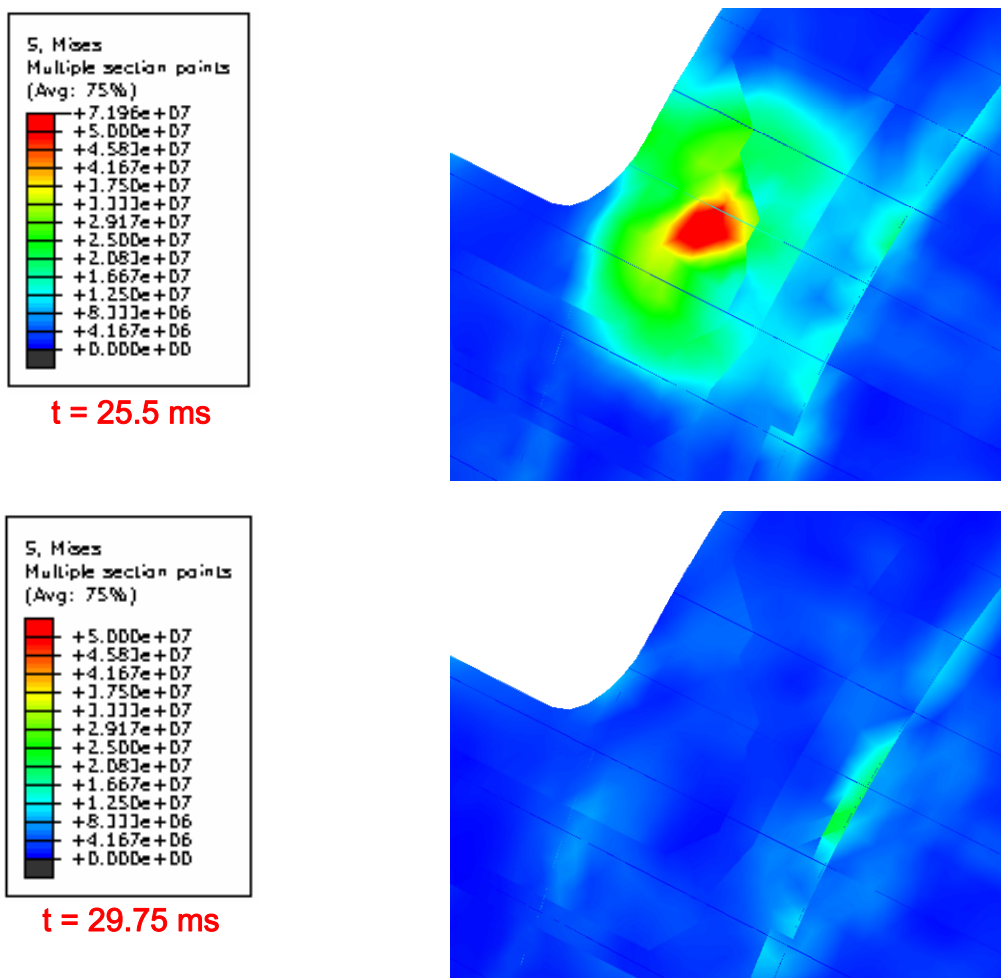 S, Mises
Multiple section points
(Avg: 75%)
+7.196e+07
+5.000e+07
+4.583e+07
+4.167e+07
+3.750e+07
+3.333e+07
+2.917e+07
+2.500e+07
+2.083e+07
+1.667e+07
+1.250e+07
+8.333e+06
+4.167e+06
+0.000e+00
t = 25.5 ms
S, Mises
Multiple section points
(Avg: 75%)
+5.000e+07
+4.583e+07
+4.167e+07
+3.750e+07
+3.333e+07
+2.917e+07
+2.500e+07
+2.083e+07
+1.667e+07
+1.250e+07
+8.333e+06
+4.167e+06
+0.000e+00
t = 29.75 ms